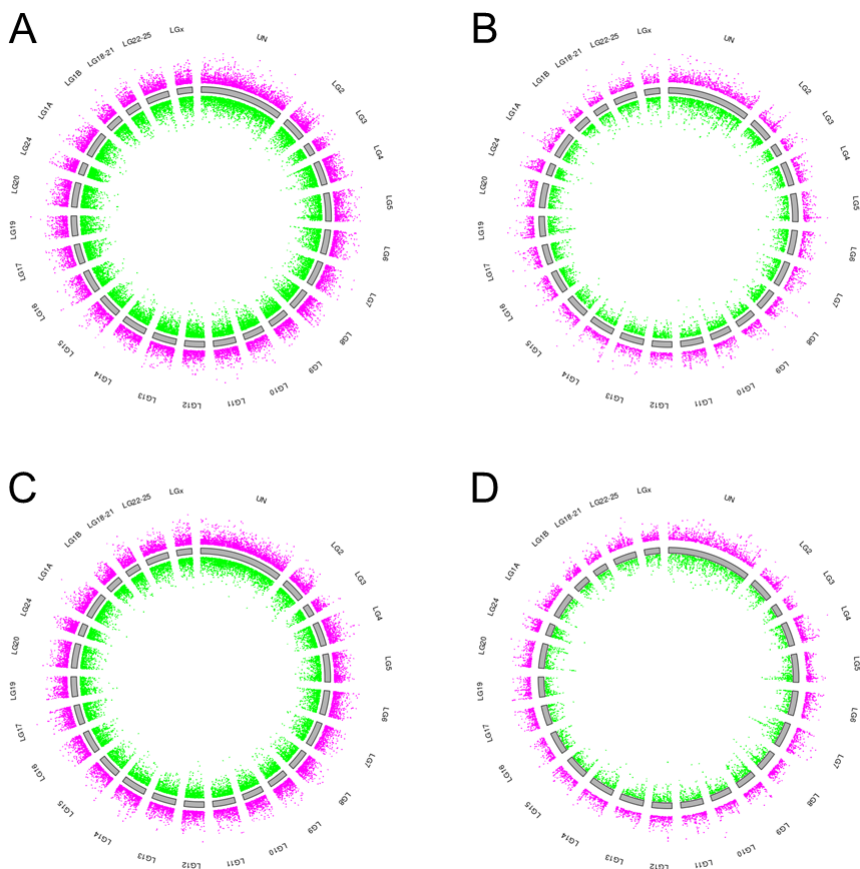 A
UN
LG2
LG3
LG4
LG5
LG6
LG7
LG8
LG9
LG10
LG11
LG12
LG13
LG14
LG15
LG16
LG17
LG19
LG20
LG24
LG1A
LG1B
LG18-21
LG22-25
LGx
B
UN
LG2
LG3
LG4
LG5
LG6
LG7
LG8
LG9
LG10
LG11
LG12
LG13
LG14
LG15
LG16
LG17
LG19
LG20
LG24
LG1A
LG1B
LG18-21
LG22-25
LGx
C
UN
LG2
LG3
LG4
LG5
LG6
LG7
LG8
LG9
LG10
LG11
LG12
LG13
LG14
LG15
LG16
LG17
LG19
LG20
LG24
LG1A
LG1B
LG18-21
LG22-25
LGx
D
UN
LG2
LG3
LG4
LG5
LG6
LG7
LG8
LG9
LG10
LG11
LG12
LG13
LG14
LG15
LG16
LG17
LG19
LG20
LG24
LG1A
LG1B
LG18-21
LG22-25
LGx